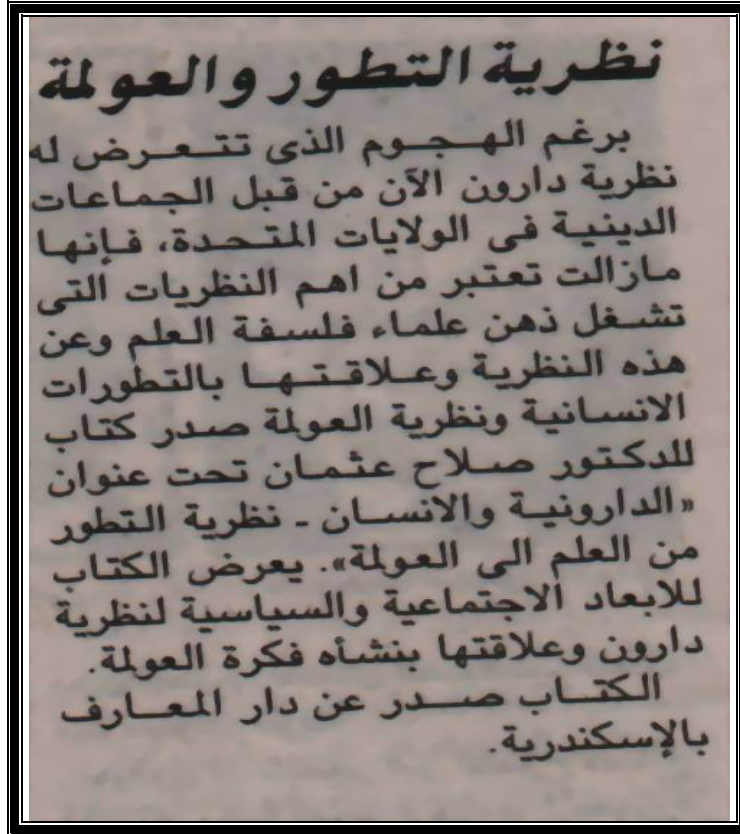 نظرية التطور والعولمة
برغم الهجوم الذى تتعرض له
نظرية دارون الآن من قبل الجماعات
الدينية فى الولايات المتحدة، فإنها
مازالت تعتبر من اهم النظريات التى
تشغل ذهن علماء فلسفة العلم وعن
هذه النظرية وعلاقتها بالتطورات
الانسانية ونظرية العولمة صدر كتاب
للدكتور صلاح عثمان تحت عنوان
«الدارونية والانسان ـ نظرية التطور
من العلم الى العولمة». يعرض الكتاب
للابعاد الاجتماعية والسياسية لنظرية
دارون وعلاقتها بنشأه فكرة العولمة.
الكتاب صدر عن دار المعارف
بالإسكندرية.